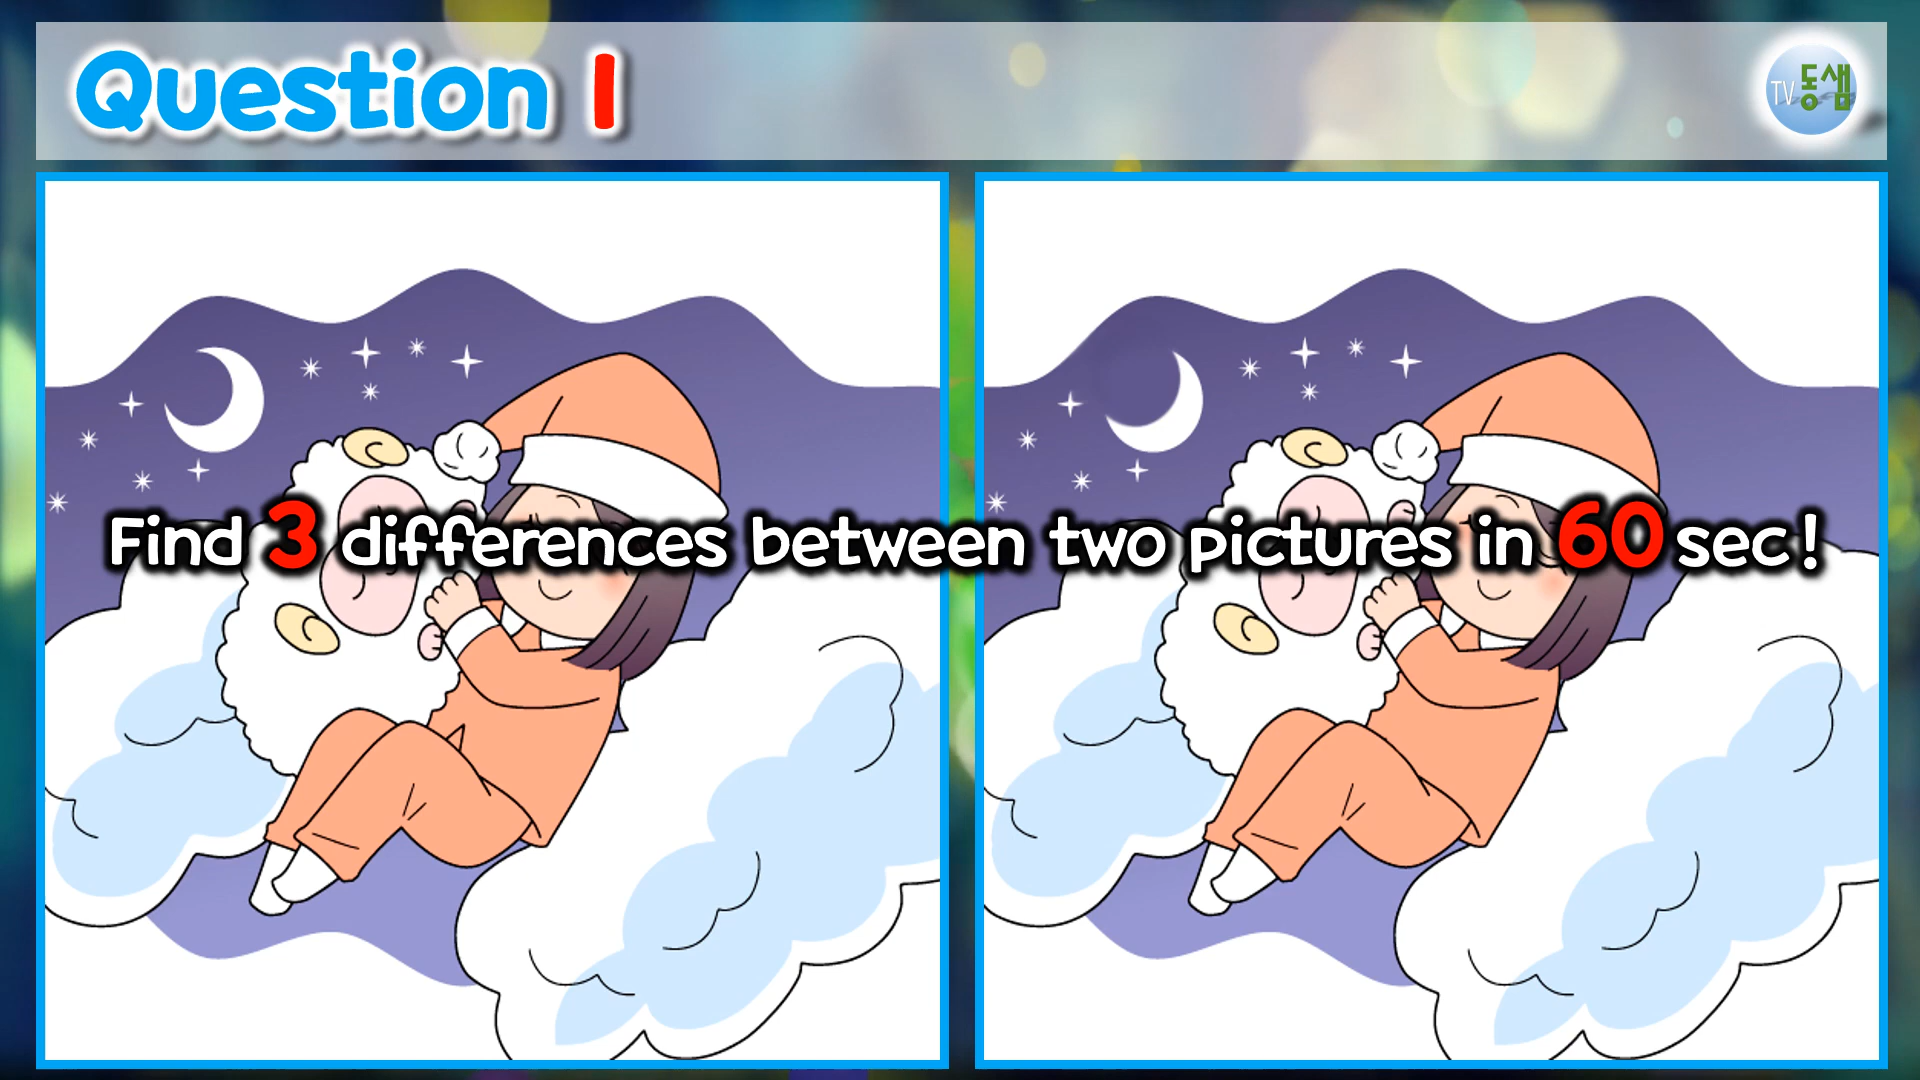 Question 1
TV동샘
Find 3 differences between two pictures in 60 sec!